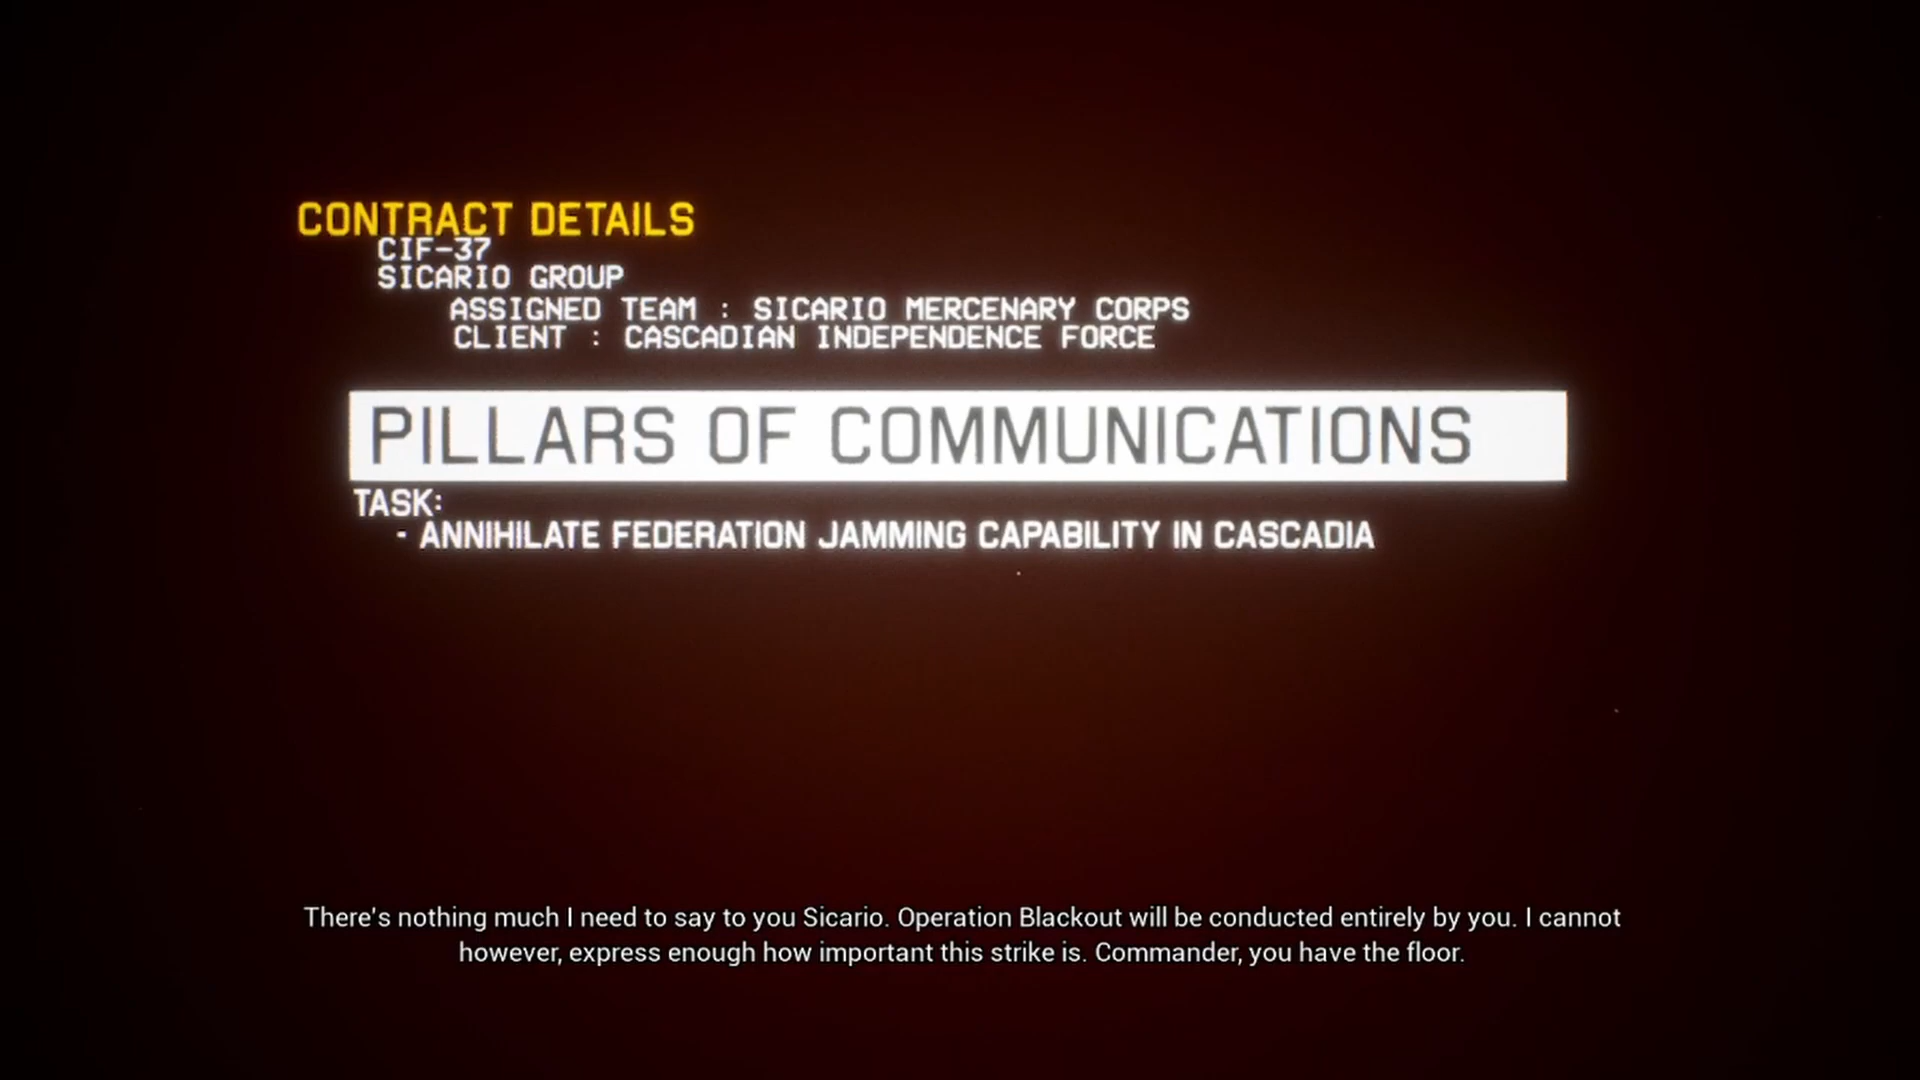 CONTRACT DETAILS
CIF-37
SICARIO GROUP
ASSIGNED TEAM : SICARIO MERCENARY CORPS
CLIENT : CASCADIAN INDEPENDENCE FORCE
PILLARS OF COMMUNICATIONS
TASK:
- ANNIHILATE FEDERATION JAMMING CAPABILITY IN CASCADIA
There's nothing much I need to say to you Sicario. Operation Blackout will be conducted entirely by you. I cannot
however, express enough how important this strike is. Commander, you have the floor.